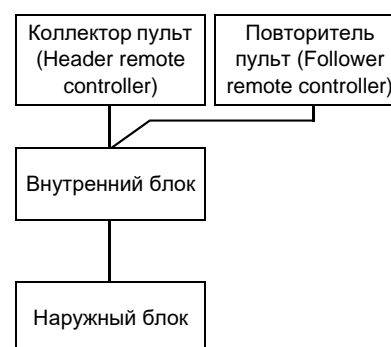 Коллектор пульт
(Header remote
controller)
Повторитель
пульт (Follower
remote controller)
Внутренний блок
Наружный блок